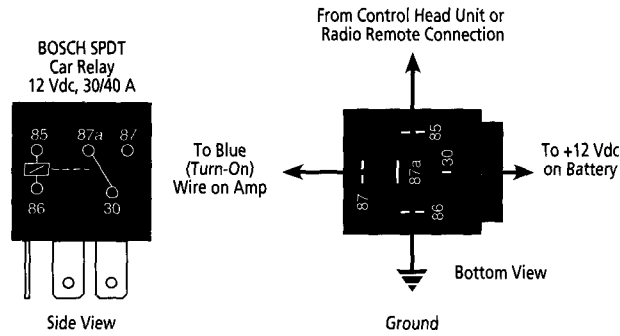 From Control Head Unit or
Radio Remote Connection
BOSCH SPDT
Car Relay
12 Vdc, 30/40 A
85
87a
87
86
30
Side View
To Blue
(Turn-On)
Wire on Amp
85
30
87a
87
86
To +12 Vdc
on Battery
Bottom View
Ground